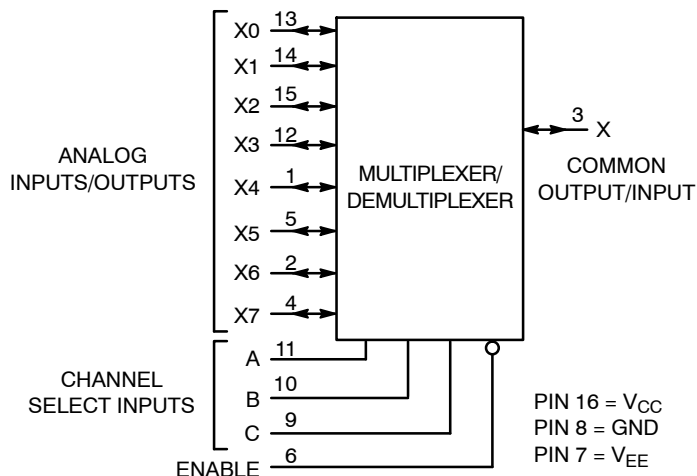 X0 13
X1 14
X2 15
X3 12
X4 1
X5 5
X6 2
X7 4
ANALOG
INPUTS/OUTPUTS
MULTIPLEXER/
DEMULTIPLEXER
3 X
COMMON
OUTPUT/INPUT
A 11
B 10
C 9
CHANNEL
SELECT INPUTS
ENABLE 6
PIN 16 = VCC
PIN 8 = GND
PIN 7 = VEE